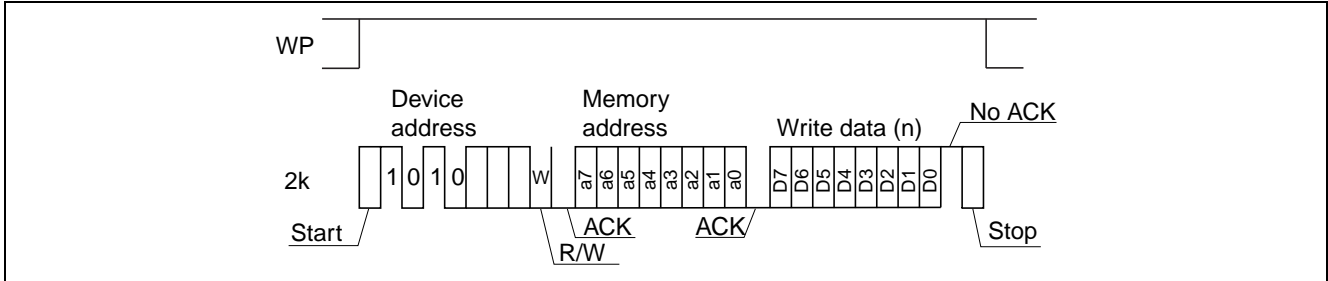 WP
Device address
Memory address
Write data (n)
No ACK
2k
1 0 1 0 W a7 a6 a5 a4 a3 a2 a1 a0 D7 D6 D5 D4 D3 D2 D1 D0
Start
ACK
R/W
ACK
Stop